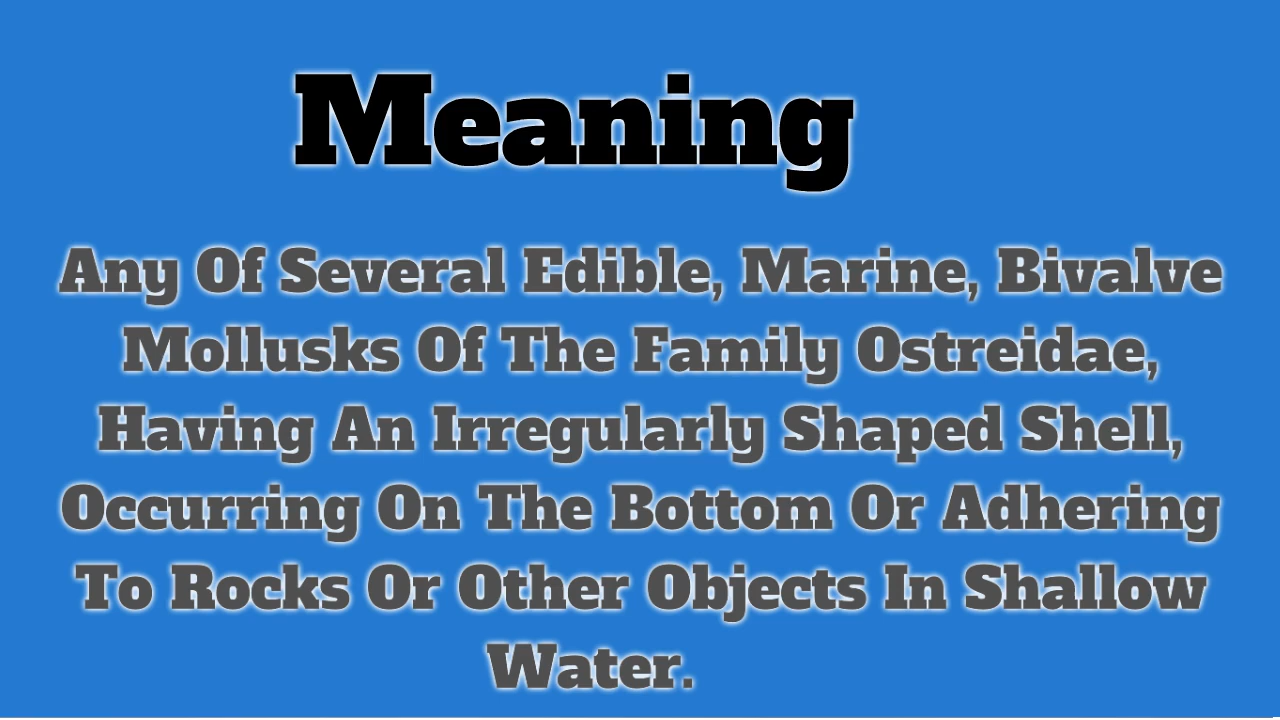 Meaning
Any Of Several Edible, Marine, Bivalve
Mollusks Of The Family Ostreidae,
Having An Irregularly Shaped Shell,
Occurring On The Bottom Or Adhering
To Rocks Or Other Objects In Shallow
Water.